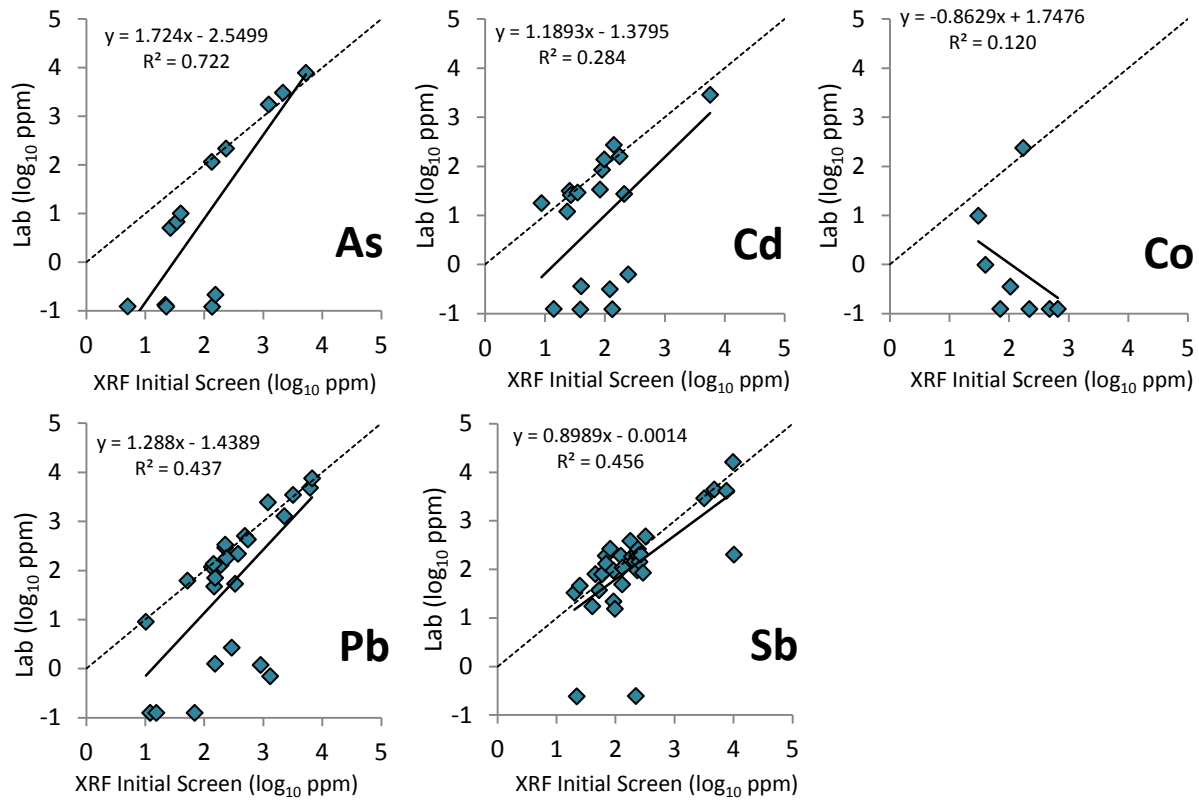 y = 1.724x - 2.5499
R² = 0.722
5
4
3
2
1
0
-1
Lab (log₁₀ ppm)
As
0 1 2 3 4 5
XRF Initial Screen (log₁₀ ppm)
y = 1.1893x - 1.3795
R² = 0.284
5
4
3
2
1
0
-1
Lab (log₁₀ ppm)
Cd
0 1 2 3 4 5
XRF Initial Screen (log₁₀ ppm)
y = -0.8629x + 1.7476
R² = 0.120
5
4
3
2
1
0
-1
Lab (log₁₀ ppm)
Co
0 1 2 3 4 5
XRF Initial Screen (log₁₀ ppm)
y = 1.288x - 1.4389
R² = 0.437
5
4
3
2
1
0
-1
Lab (log₁₀ ppm)
Pb
0 1 2 3 4 5
XRF Initial Screen (log₁₀ ppm)
y = 0.8989x - 0.0014
R² = 0.456
5
4
3
2
1
0
-1
Lab (log₁₀ ppm)
Sb
0 1 2 3 4 5
XRF Initial Screen (log₁₀ ppm)